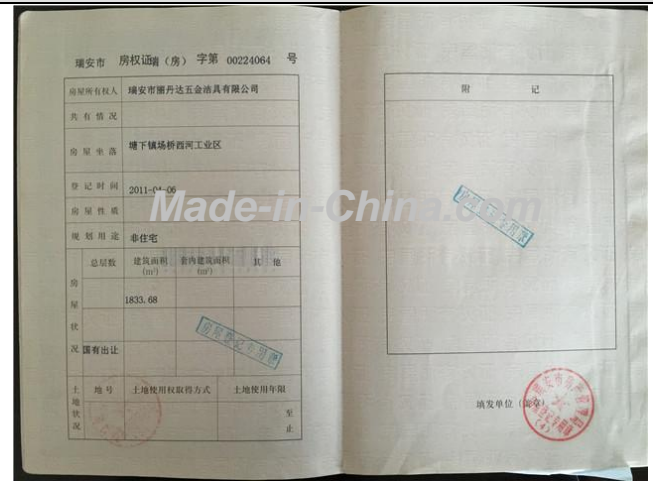 瑞安市 房权证瑞（房）字第 00224064 号
房屋所有权人 瑞安市丽丹达五金洁具有限公司
共有情况
房屋坐落 塘下镇场桥西河工业区
登记时间 2011-04-06
房屋性质
规划用途 非住宅
房屋状况
总层数 建筑面积(m²) 套内建筑面积(m²) 其他
1833.68
国有出让
土地状况
地号 土地使用权取得方式 土地使用年限
至
止
附 记
填发单位（盖章）
Made-in-China.com